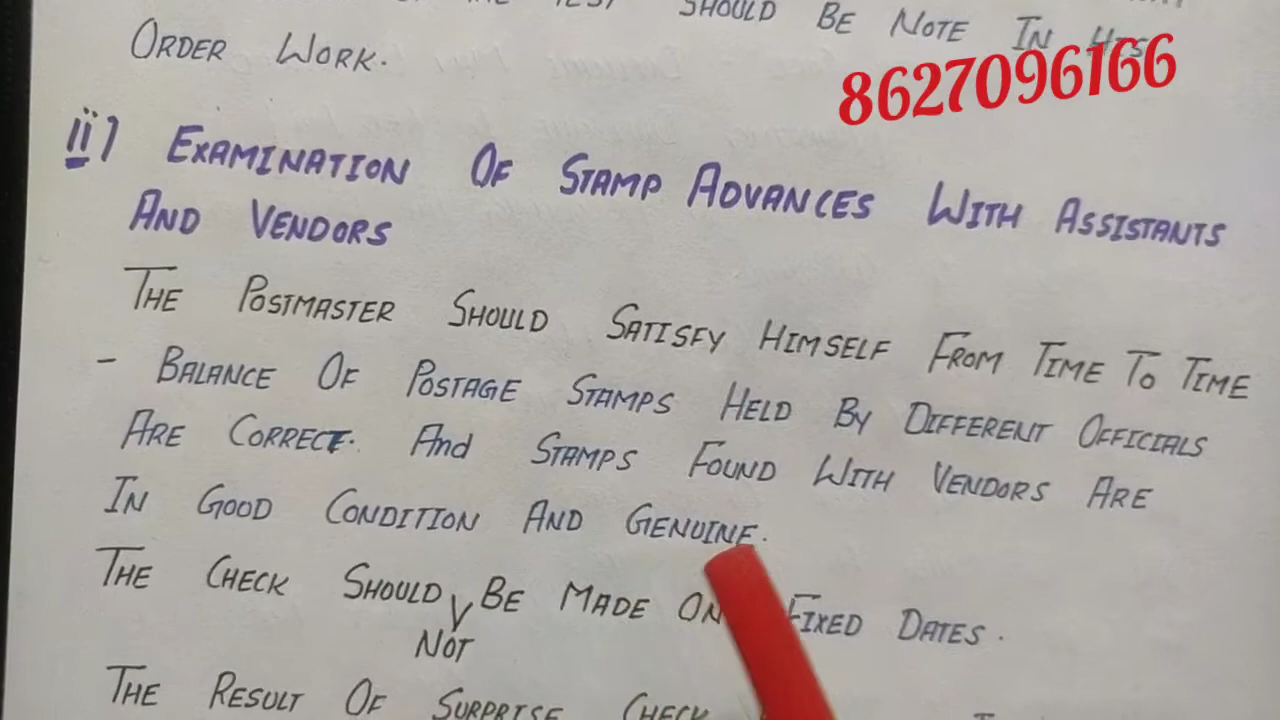 THE TEST SHOULD BE NOTE IN HIS
ORDER WORK.
8627096166
ii) EXAMINATION OF STAMP ADVANCES WITH ASSISTANTS
AND VENDORS
THE POSTMASTER SHOULD SATISFY HIMSELF FROM TIME TO TIME
- BALANCE OF POSTAGE STAMPS HELD BY DIFFERENT OFFICIALS
ARE CORRECT. And STAMPS FOUND WITH VENDORS ARE
IN GOOD CONDITION AND GENUINE.
THE CHECK SHOULD NOT BE MADE ON FIXED DATES.
THE RESULT OF SURPRISE CHECK